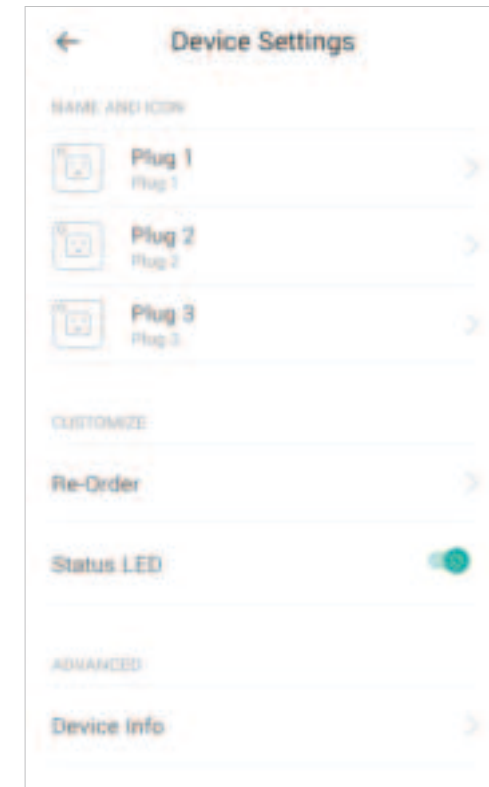 Device Settings
NAME AND ICON
Plug 1
Plug 1
Plug 2
Plug 2
Plug 3
Plug 3
CUSTOMIZE
Re-Order
Status LED
ADVANCED
Device Info